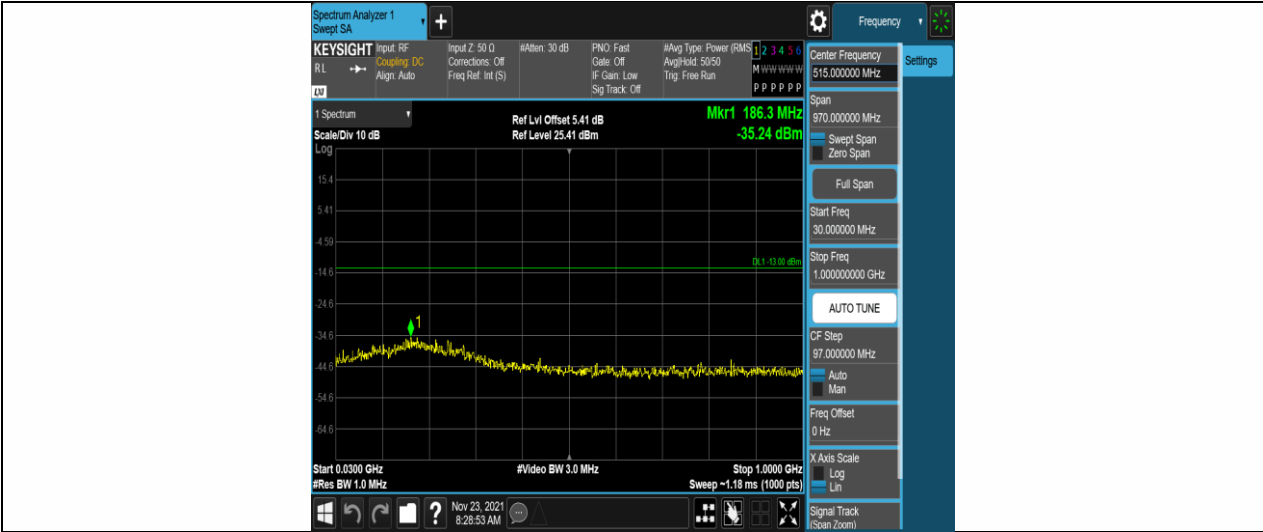 Spectrum Analyzer 1
Swept SA
+
Frequency
KEYSIGHT
RL
LXI
Input: RF
Coupling: DC
Align: Auto
Input Z: 50 Ω
Corrections: Off
Freq Ref: Int (S)
#Atten: 30 dB
PNO: Fast
Gate: Off
IF Gain: Low
Sig Track: Off
#Avg Type: Power (RMS
Avg|Hold: 50/50
Trig: Free Run
1 2 3 4 5 6
M W W W W W
P P P P P P
1 Spectrum
Scale/Div 10 dB
Log
Ref Lvl Offset 5.41 dB
Ref Level 25.41 dBm
Mkr1 186.3 MHz
-35.24 dBm
15.4
5.41
-4.59
-14.6
-24.6
-34.6
-44.6
-54.6
-64.6
DL1 -13.00 dBm
1
Start 0.0300 GHz
#Res BW 1.0 MHz
#Video BW 3.0 MHz
Stop 1.0000 GHz
Sweep ~1.18 ms (1000 pts)
Center Frequency
515.000000 MHz
Settings
Span
970.000000 MHz
Swept Span
Zero Span
Full Span
Start Freq
30.000000 MHz
Stop Freq
1.000000000 GHz
AUTO TUNE
CF Step
97.000000 MHz
Auto
Man
Freq Offset
0 Hz
X Axis Scale
Log
Lin
Signal Track
(Span Zoom)
?
Nov 23, 2021
8:28:53 AM